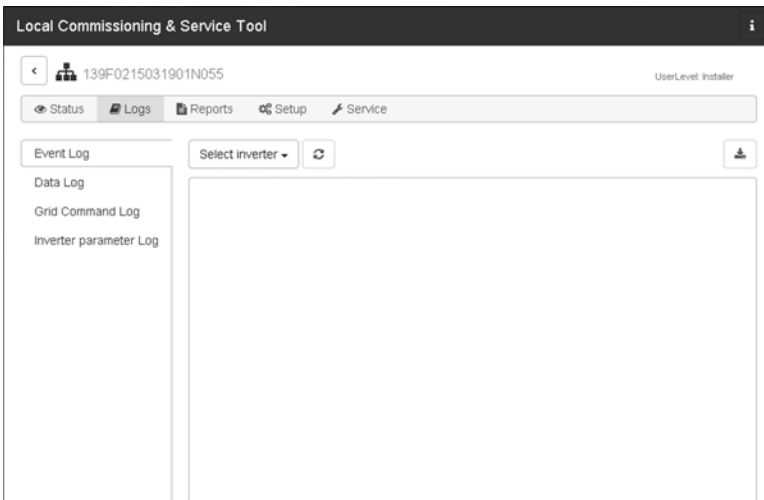 Local Commissioning & Service Tool
i
139F0215031901N055
UserLevel: Installer
Status Logs Reports Setup Service
Event Log
Select inverter
Data Log
Grid Command Log
Inverter parameter Log